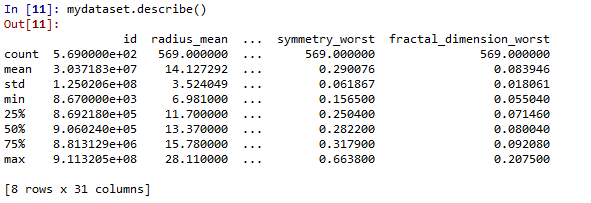 In [11]: mydataset.describe()
Out[11]:
id radius_mean ... symmetry_worst fractal_dimension_worst
count 5.690000e+02 569.000000 ... 569.000000 569.000000
mean 3.037183e+07 14.127292 ... 0.290076 0.083946
std 1.250206e+08 3.524049 ... 0.061867 0.018061
min 8.670000e+03 6.981000 ... 0.156500 0.055040
25% 8.692180e+05 11.700000 ... 0.250400 0.071460
50% 9.060240e+05 13.370000 ... 0.282200 0.080040
75% 8.813129e+06 15.780000 ... 0.317900 0.092080
max 9.113205e+08 28.110000 ... 0.663800 0.207500
[8 rows x 31 columns]